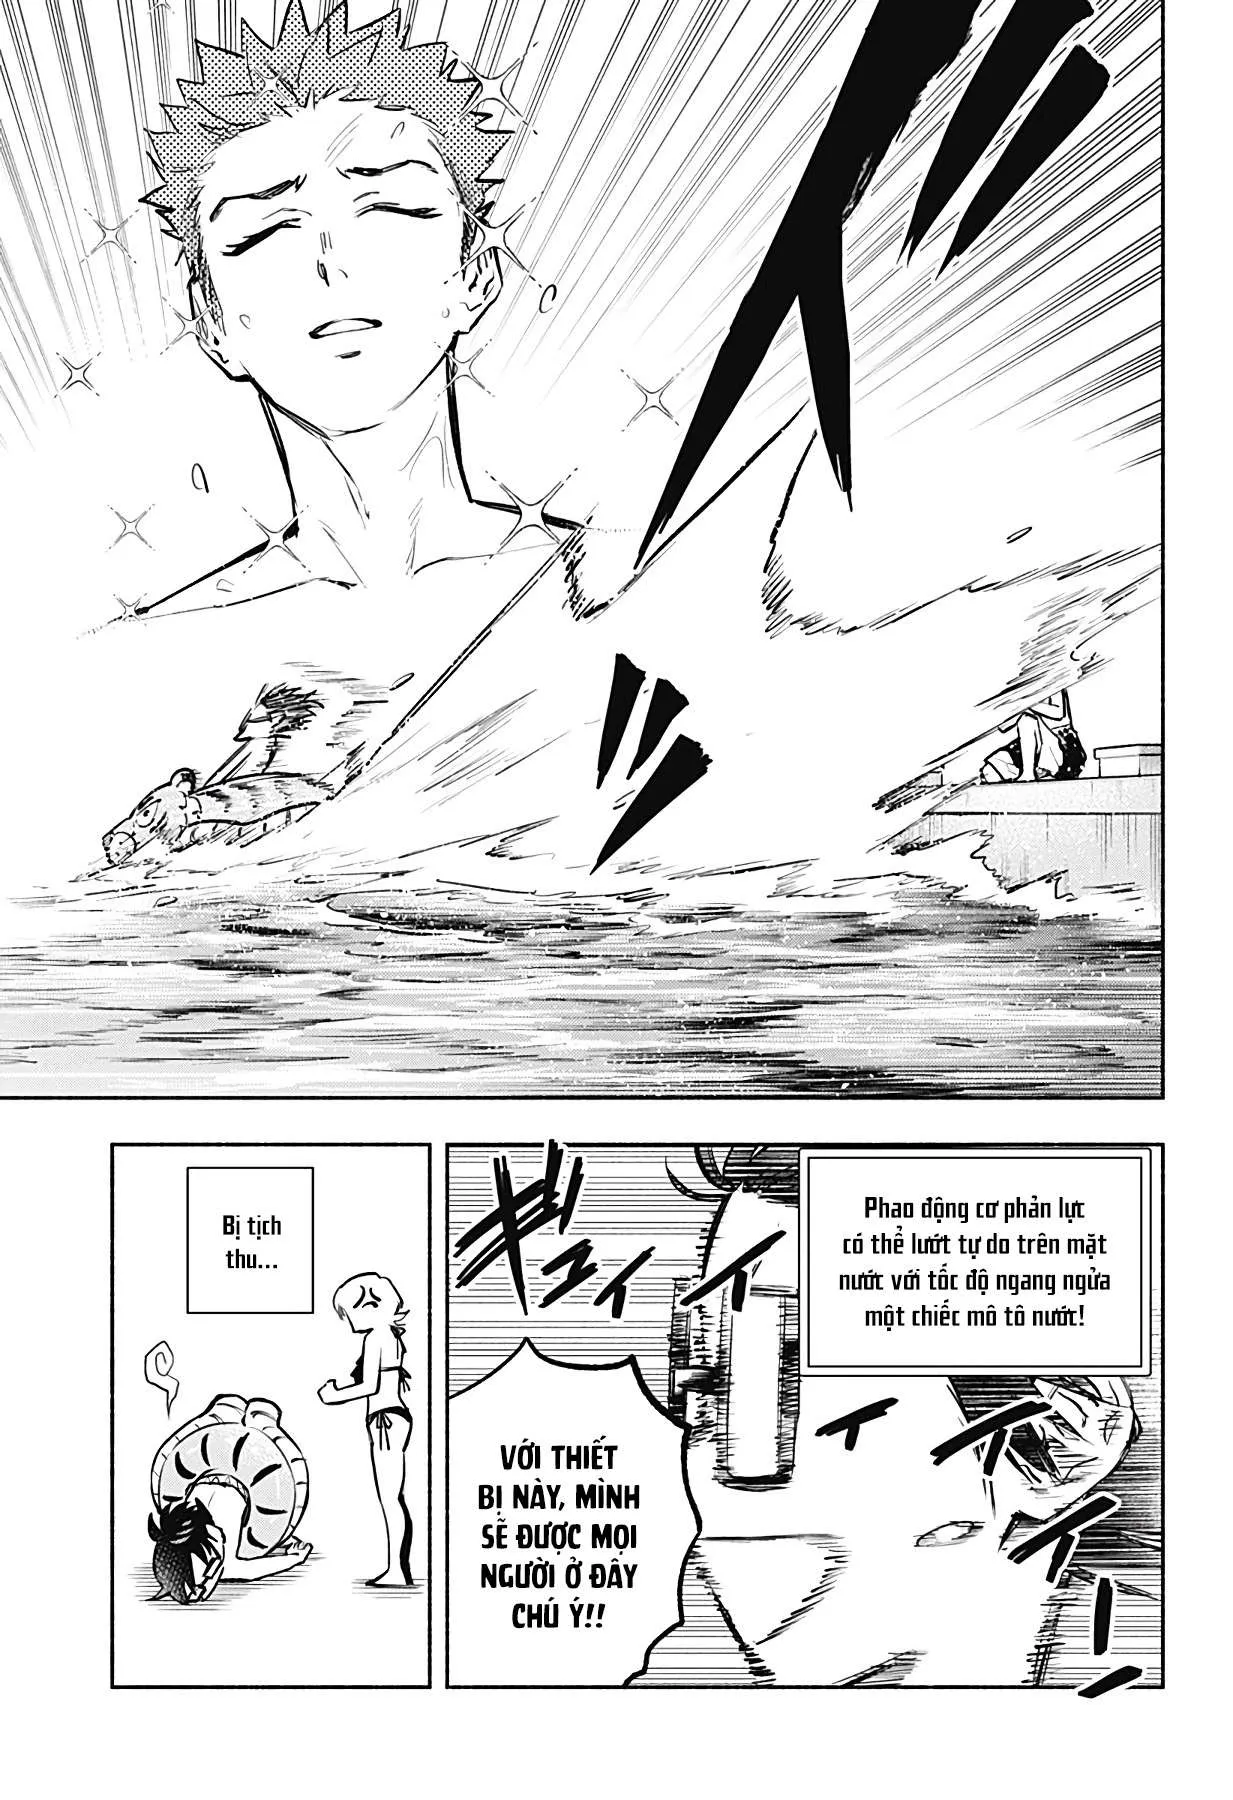 Phao động cơ phản lực
có thể lướt tự do trên mặt
nước với tốc độ ngang ngửa
một chiếc mô tô nước!
VỚI THIẾT
BỊ NÀY, MÌNH
SẼ ĐƯỢC MỌI
NGƯỜI Ở ĐÂY
CHÚ Ý!!
Bị tịch
thu...